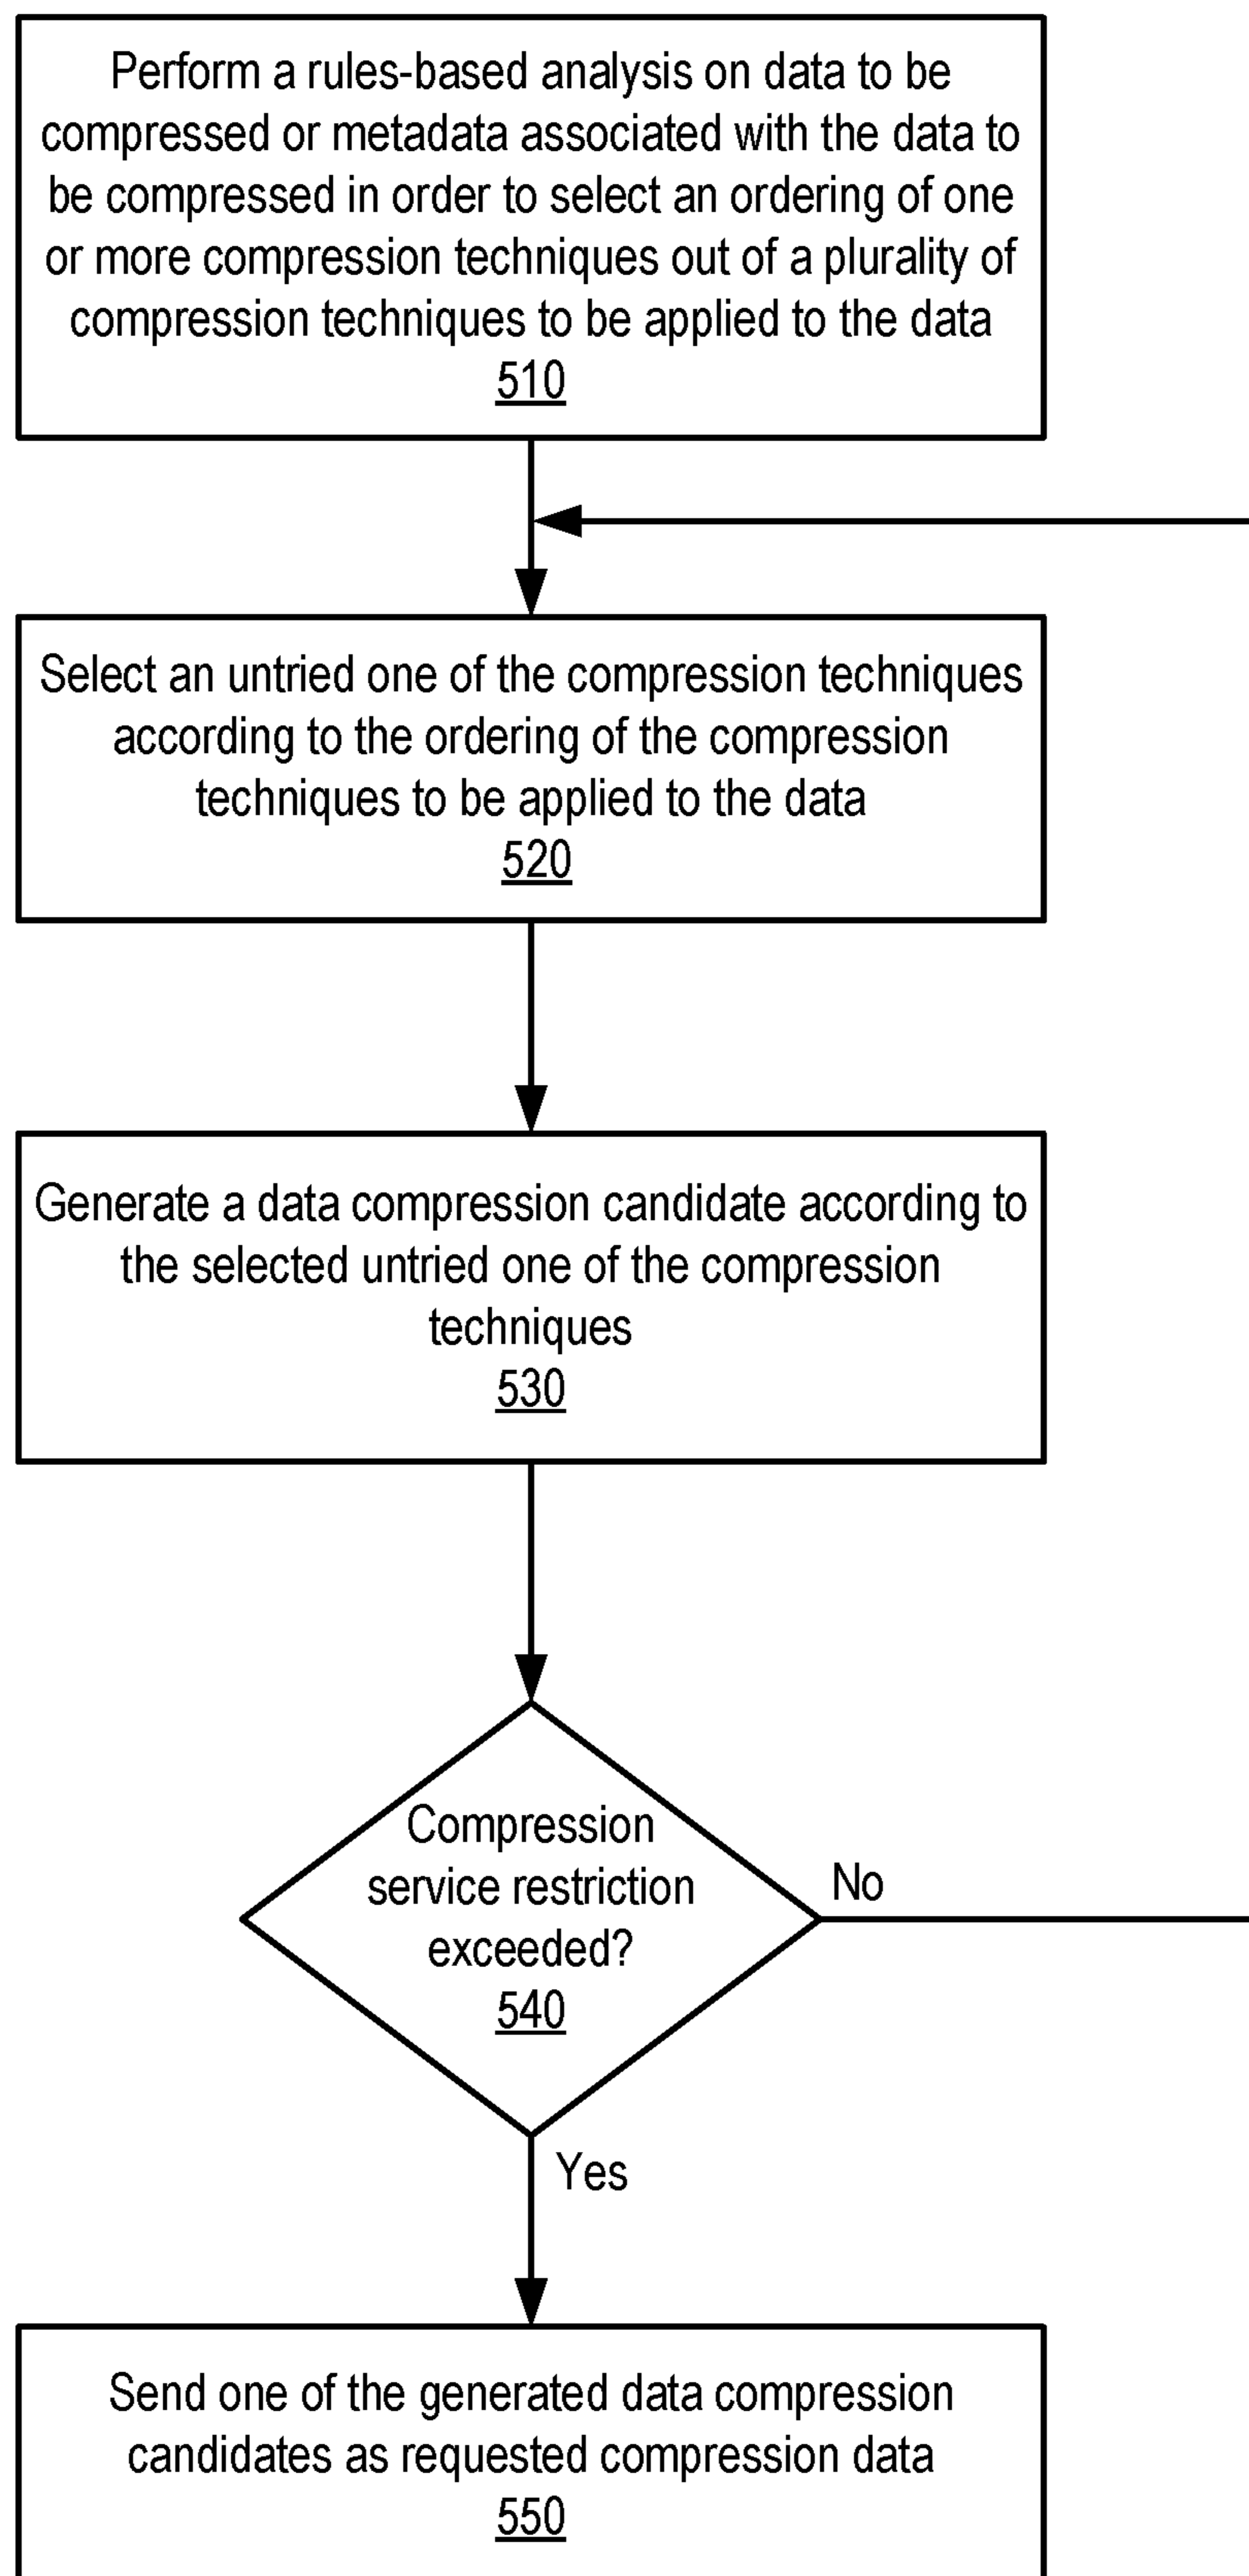 Perform a rules-based analysis on data to be
compressed or metadata associated with the data to
be compressed in order to select an ordering of one
or more compression techniques out of a plurality of
compression techniques to be applied to the data
510
Select an untried one of the compression techniques
according to the ordering of the compression
techniques to be applied to the data
520
Generate a data compression candidate according to
the selected untried one of the compression
techniques
530
Compression
service restriction
exceeded?
540
No
Yes
Send one of the generated data compression
candidates as requested compression data
550